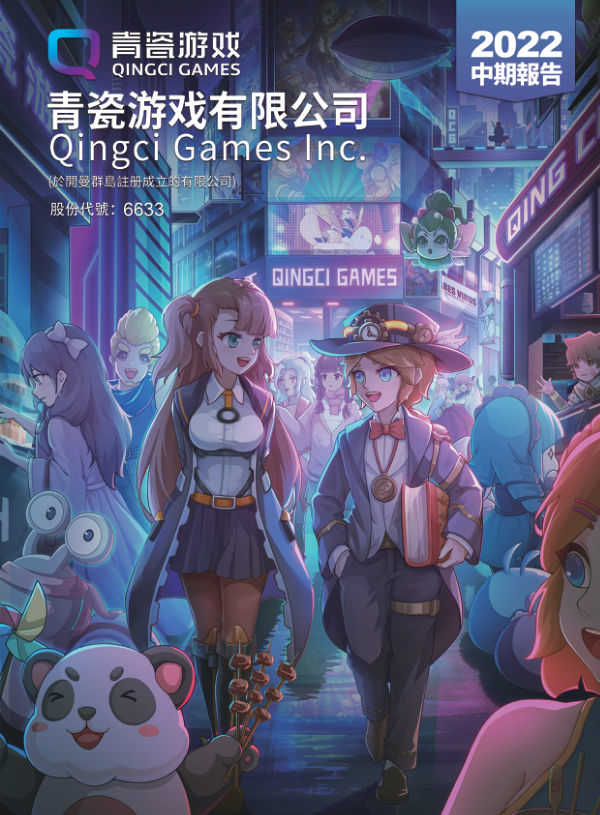 青瓷游戏
QINGCI GAMES
2022
中期報告
青瓷游戏有限公司
Qingci Games Inc.
(於開曼群島註册成立的有限公司)
股份代號：6633
QINGCI GAMES
QING C